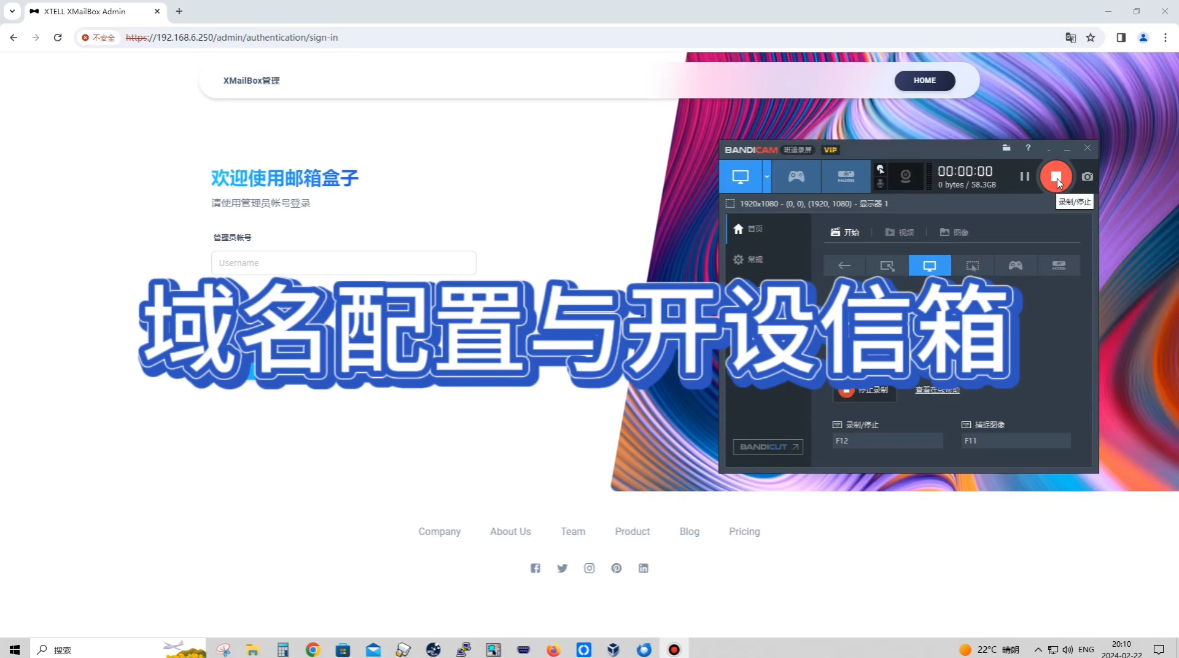 XTELL XMailBox Admin
不安全
https://192.168.6.250/admin/authentication/sign-in
XMailBox管理
HOME
欢迎使用邮箱盒子
请使用管理员帐号登录
管理员帐号
Username
BANDICAM 班迪录屏 VIP
00:00:00
0 bytes / 58.3GB
录制/停止
1920x1080 - (0, 0), (1920, 1080) - 显示器 1
首页
开始
视频
图像
常规
HDMI
域名配置与开设信箱
停止录制
录制/停止
捕捉图像
F12
F11
BANDICUT
Company
About Us
Team
Product
Blog
Pricing
搜索
22°C 晴朗
ENG
20:10
2024-02-22